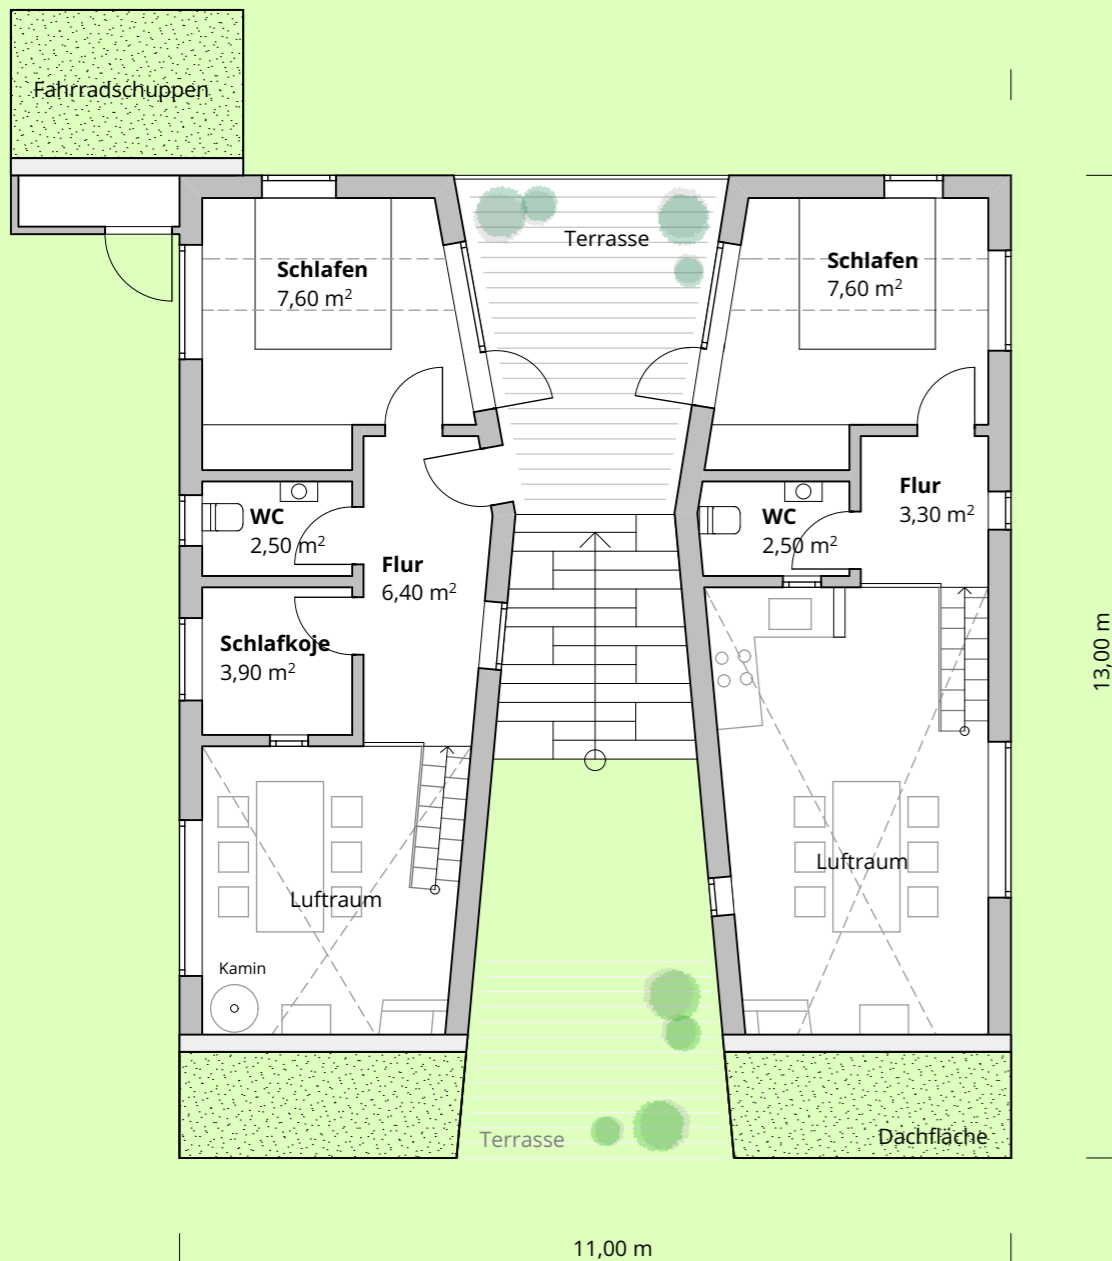 Fahrradschuppen
Terrasse
Schlafen
7,60 m²
Schlafen
7,60 m²
WC
2,50 m²
Flur
6,40 m²
WC
2,50 m²
Flur
3,30 m²
Schlafkoje
3,90 m²
13,00 m
Luftraum
Luftraum
Kamin
Terrasse
Dachfläche
11,00 m